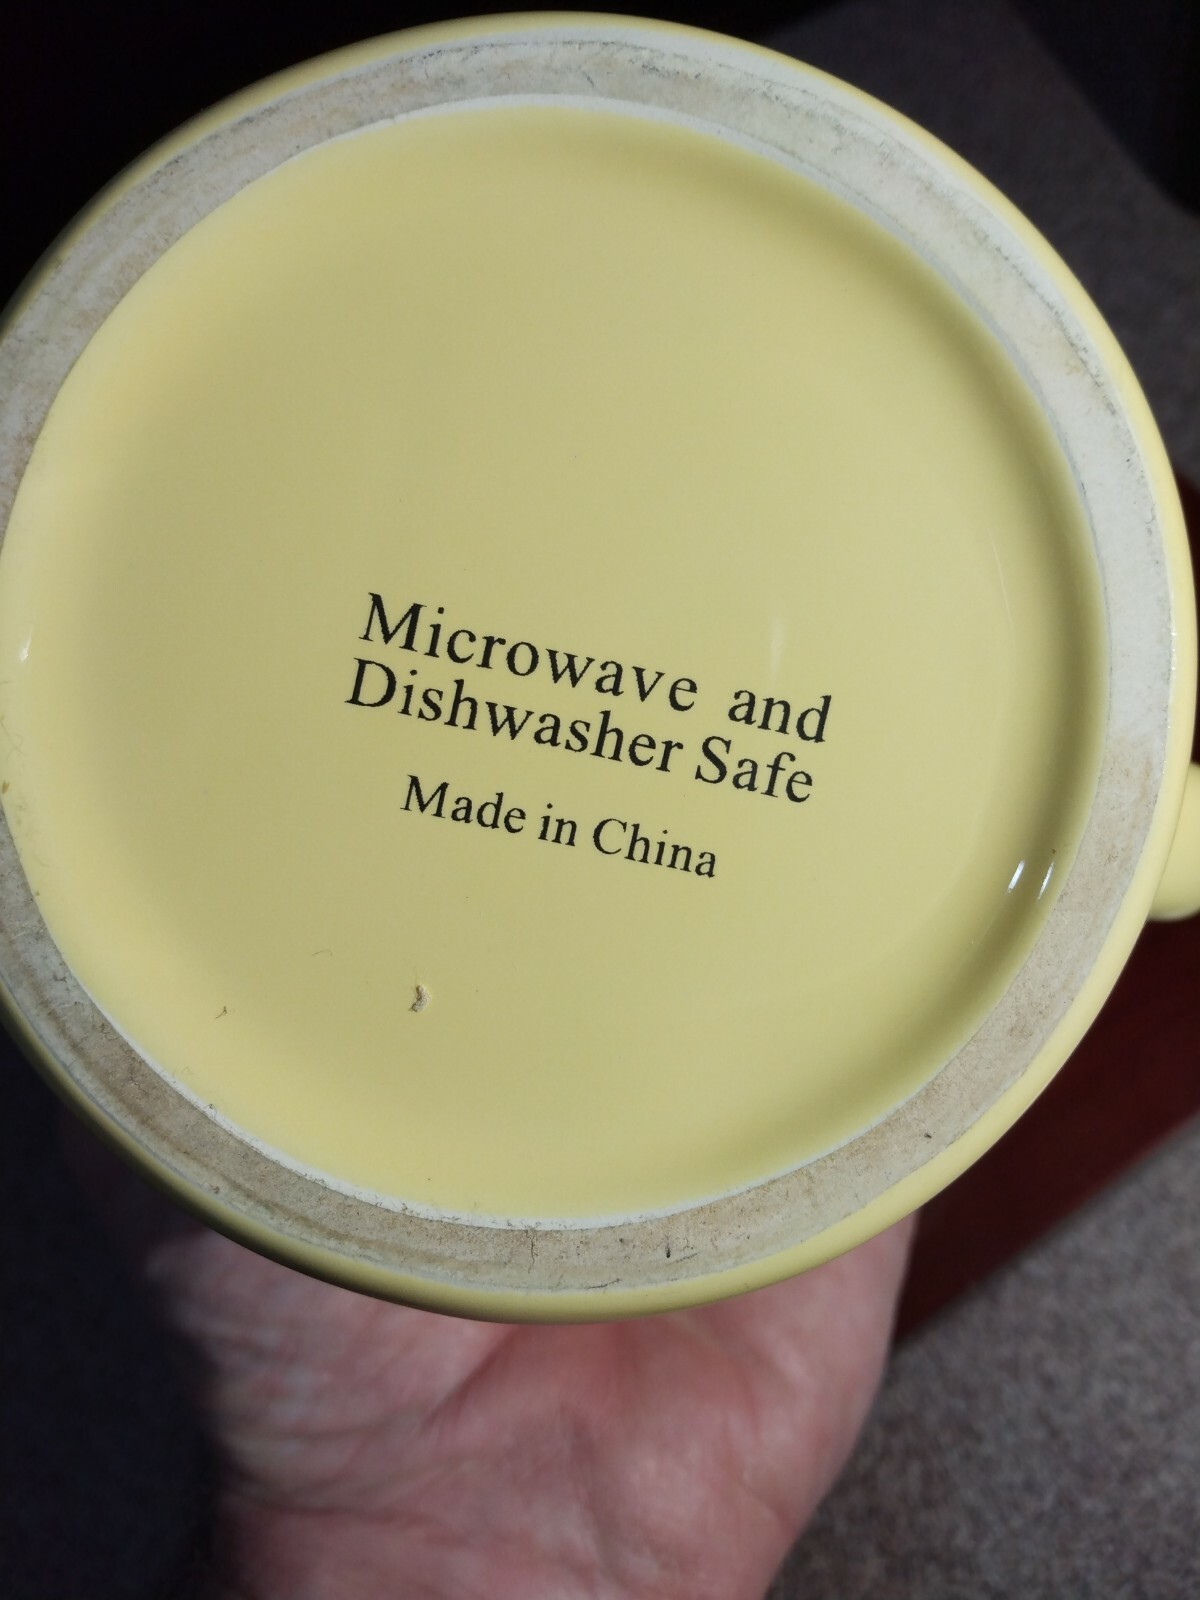 Microwave and
Dishwasher Safe
Made in China